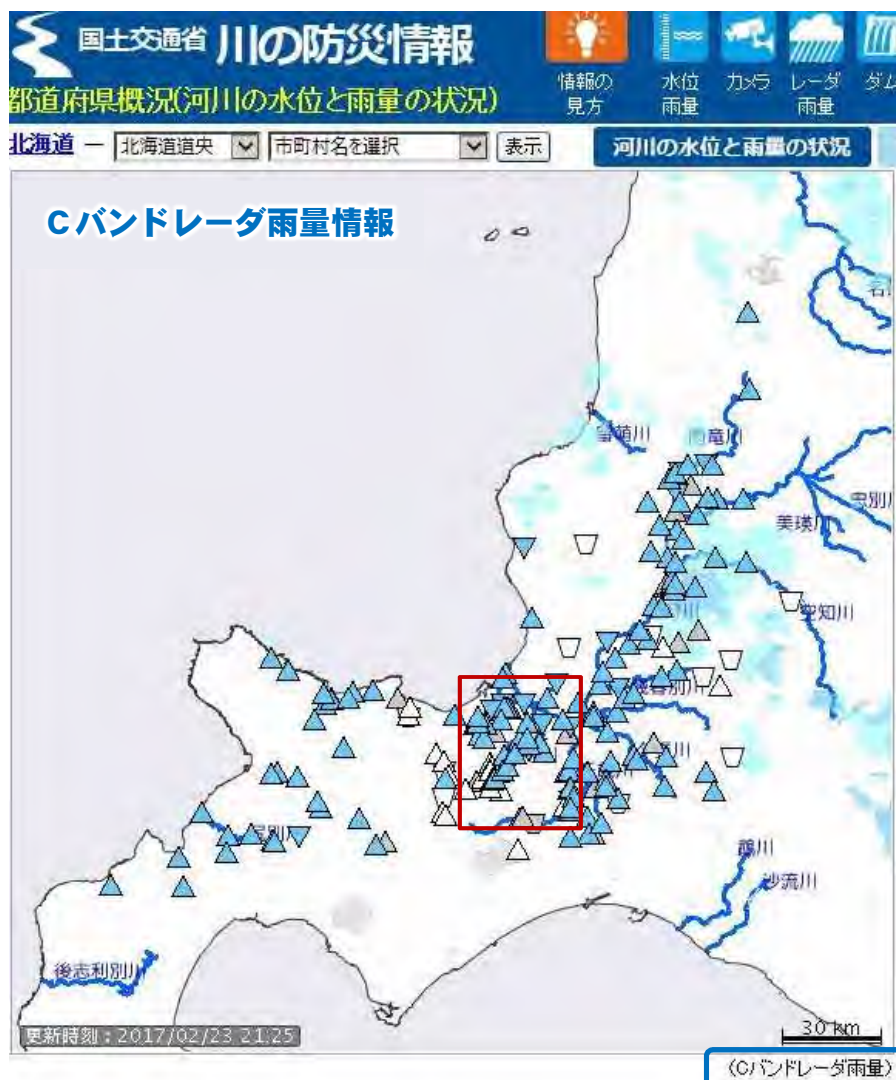 国土交通省 川の防災情報
都道府県概況(河川の水位と雨量の状況)
情報の見方
水位雨量
カメラ
レーダ雨量
ダム
北海道 － 北海道道央 市町村名を選択 表示 河川の水位と雨量の状況
Cバンドレーダ雨量情報
留萌川
雨竜川
忠別川
美瑛川
空知川
尻別川
鵡川
沙流川
後志利別川
更新時刻:2017/02/23 21:25
30 km
(Cバンドレーダ雨量)